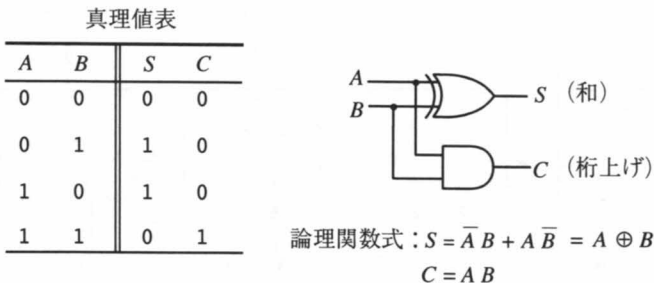 真理値表
A B S C
0 0 0 0
0 1 1 0
1 0 1 0
1 1 0 1
A
B
S (和)
C (桁上げ)
論理関数式:S = A̅ B + A B̅ = A ⊕ B
C = A B